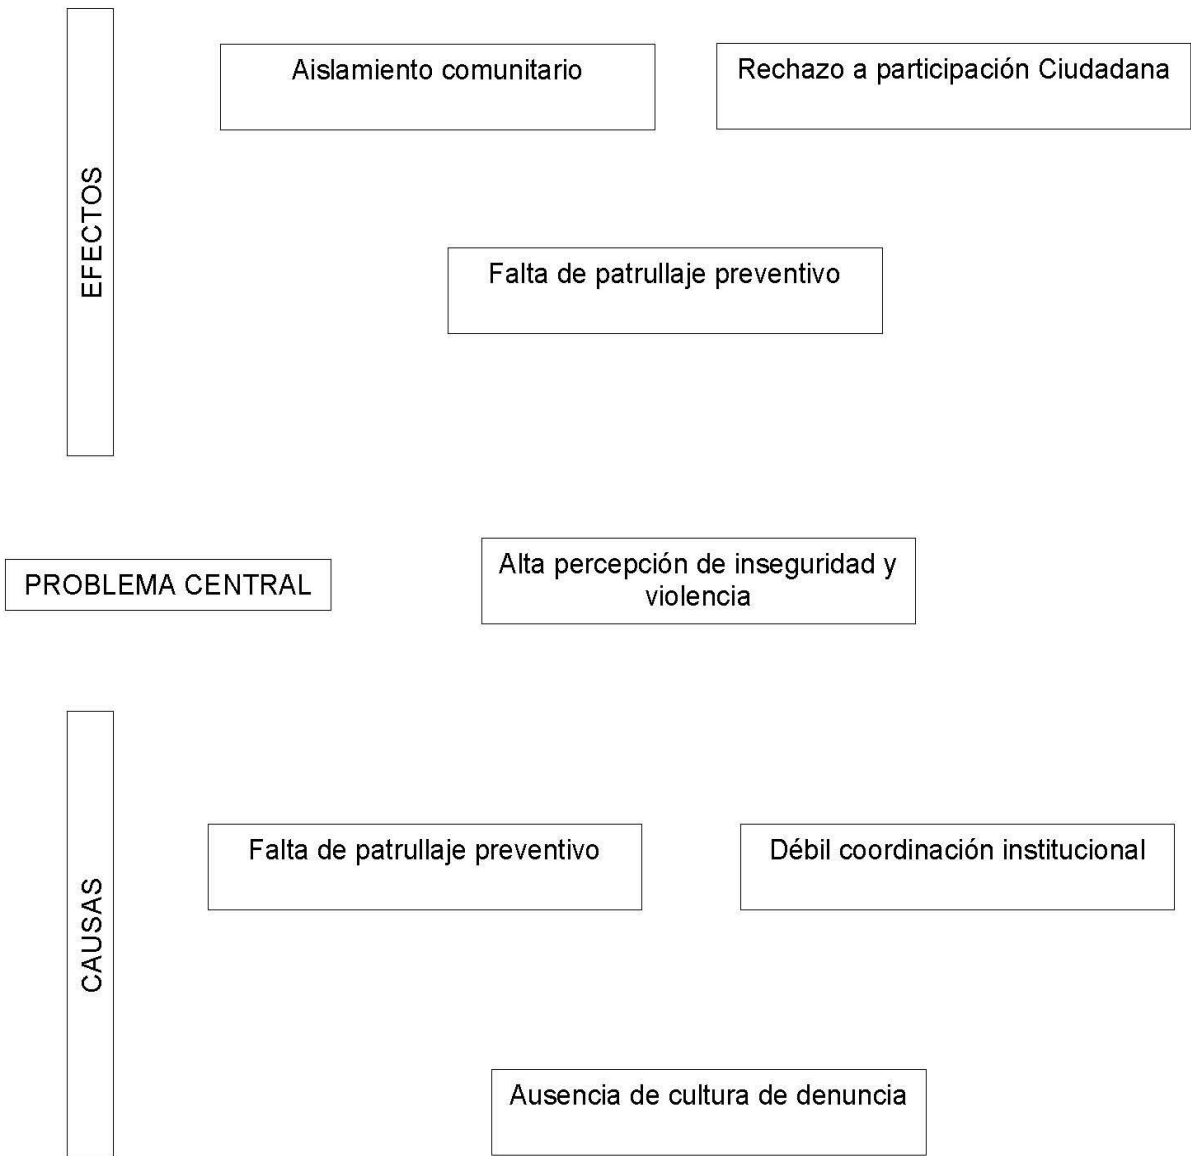 EFECTOS
Aislamiento comunitario
Rechazo a participación Ciudadana
Falta de patrullaje preventivo
PROBLEMA CENTRAL
Alta percepción de inseguridad y
violencia
CAUSAS
Falta de patrullaje preventivo
Débil coordinación institucional
Ausencia de cultura de denuncia